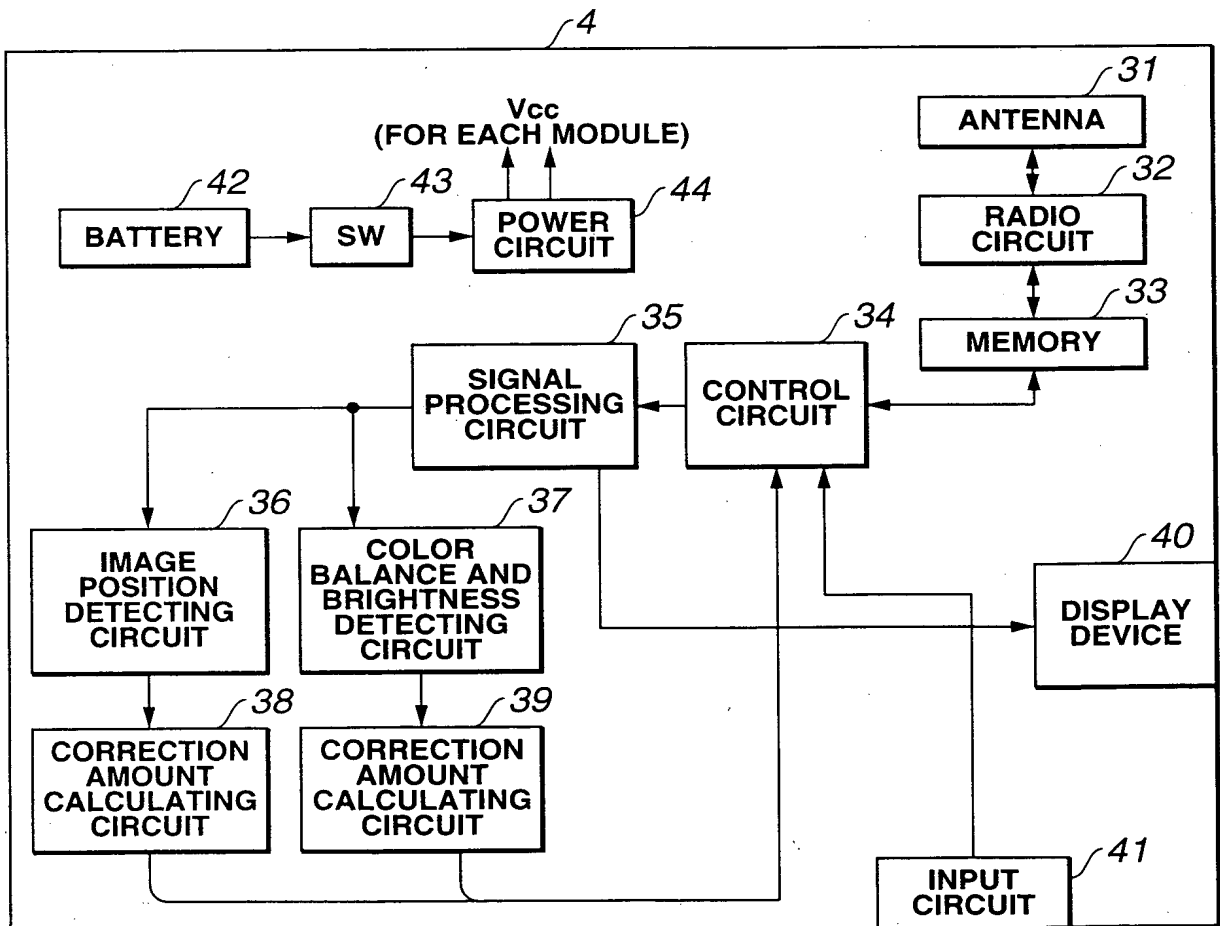 4
31
ANTENNA
Vcc
(FOR EACH MODULE)
42
BATTERY
43
SW
44
POWER
CIRCUIT
32
RADIO
CIRCUIT
33
MEMORY
35
SIGNAL
PROCESSING
CIRCUIT
34
CONTROL
CIRCUIT
36
IMAGE
POSITION
DETECTING
CIRCUIT
37
COLOR
BALANCE AND
BRIGHTNESS
DETECTING
CIRCUIT
40
DISPLAY
DEVICE
38
CORRECTION
AMOUNT
CALCULATING
CIRCUIT
39
CORRECTION
AMOUNT
CALCULATING
CIRCUIT
41
INPUT
CIRCUIT